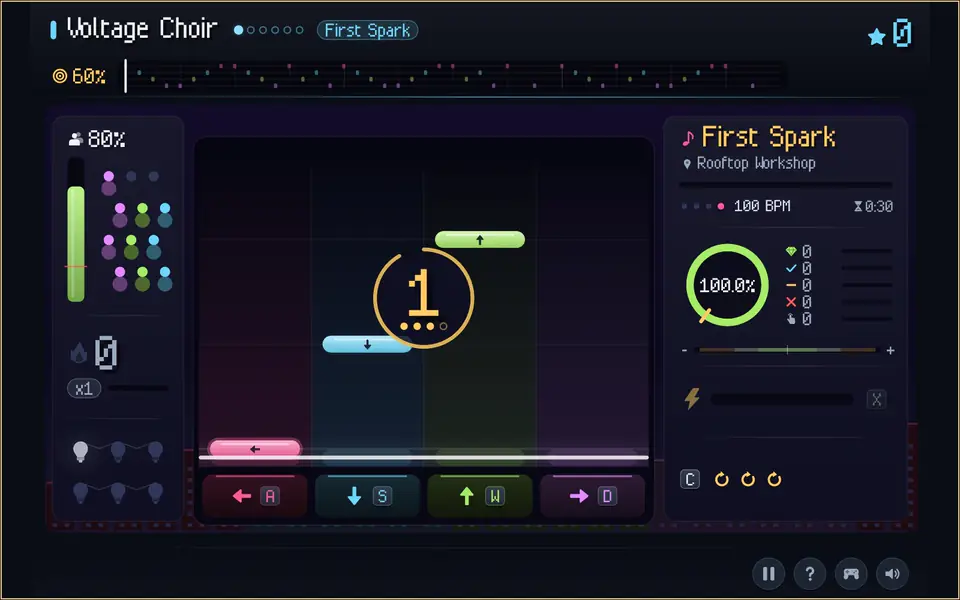 Voltage Choir
First Spark
0
60%
80%
0
x1
1
A
S
W
D
First Spark
Rooftop Workshop
100 BPM
0:30
100.0%
0
0
0
0
0
- +
X
C
?